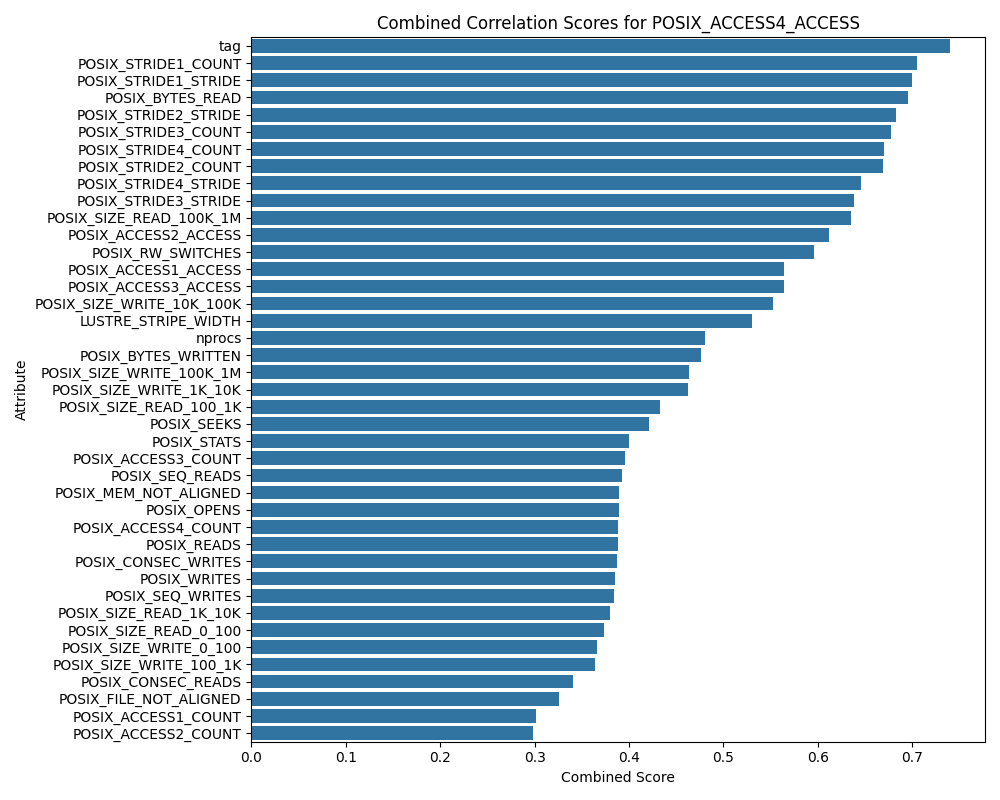 Combined Correlation Scores for POSIX_ACCESS4_ACCESS
tag
POSIX_STRIDE1_COUNT
POSIX_STRIDE1_STRIDE
POSIX_BYTES_READ
POSIX_STRIDE2_STRIDE
POSIX_STRIDE3_COUNT
POSIX_STRIDE4_COUNT
POSIX_STRIDE2_COUNT
POSIX_STRIDE4_STRIDE
POSIX_STRIDE3_STRIDE
POSIX_SIZE_READ_100K_1M
POSIX_ACCESS2_ACCESS
POSIX_RW_SWITCHES
POSIX_ACCESS1_ACCESS
POSIX_ACCESS3_ACCESS
POSIX_SIZE_WRITE_10K_100K
LUSTRE_STRIPE_WIDTH
nprocs
POSIX_BYTES_WRITTEN
POSIX_SIZE_WRITE_100K_1M
POSIX_SIZE_WRITE_1K_10K
POSIX_SIZE_READ_100_1K
POSIX_SEEKS
POSIX_STATS
POSIX_ACCESS3_COUNT
POSIX_SEQ_READS
POSIX_MEM_NOT_ALIGNED
POSIX_OPENS
POSIX_ACCESS4_COUNT
POSIX_READS
POSIX_CONSEC_WRITES
POSIX_WRITES
POSIX_SEQ_WRITES
POSIX_SIZE_READ_1K_10K
POSIX_SIZE_READ_0_100
POSIX_SIZE_WRITE_0_100
POSIX_SIZE_WRITE_100_1K
POSIX_CONSEC_READS
POSIX_FILE_NOT_ALIGNED
POSIX_ACCESS1_COUNT
POSIX_ACCESS2_COUNT
Attribute
0.0 0.1 0.2 0.3 0.4 0.5 0.6 0.7
Combined Score